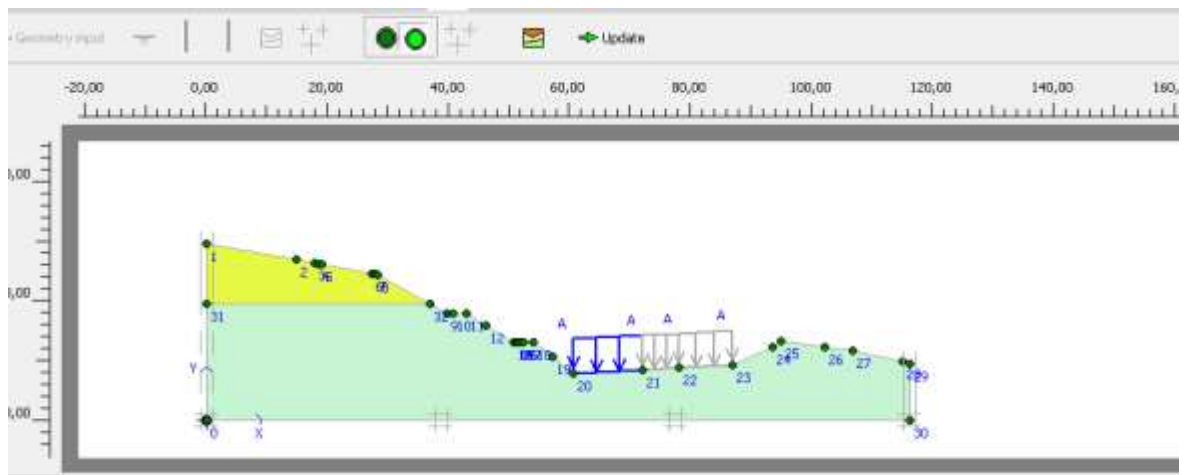 Geometry input
Update
-20,00 0,00 20,00 40,00 60,00 80,00 100,00 120,00 140,00
1
2
31
12
A A A A
19 20 21 22 23 24 25 26 27 29
Y
0 X 30